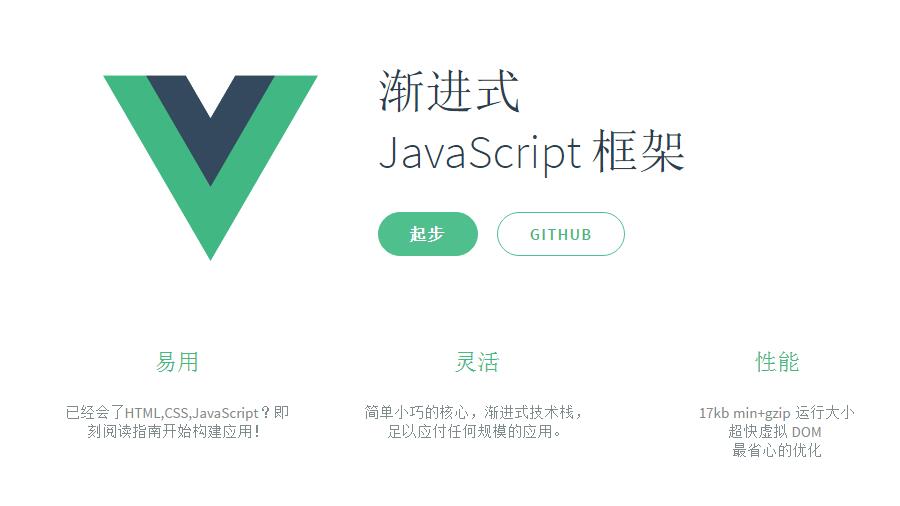 渐进式
JavaScript 框架
起步
GITHUB
易用
已经会了HTML,CSS,JavaScript？即
刻阅读指南开始构建应用！
灵活
简单小巧的核心，渐进式技术栈，
足以应付任何规模的应用。
性能
17kb min+gzip 运行大小
超快虚拟 DOM
最省心的优化